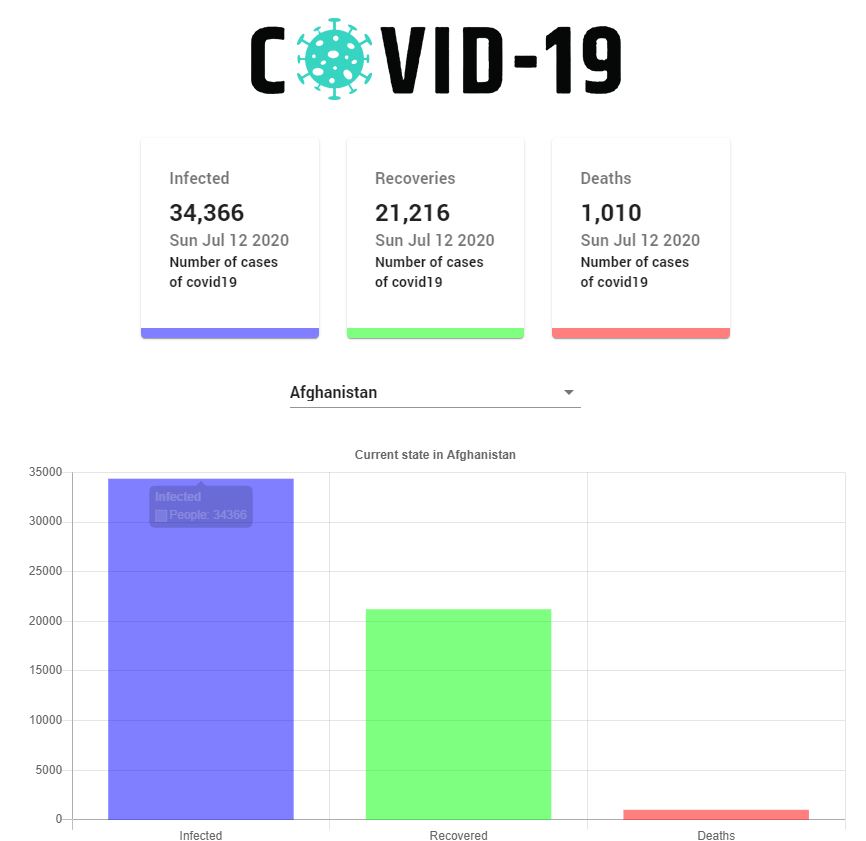 COVID-19
Infected
34,366
Sun Jul 12 2020
Number of cases
of covid19
Recoveries
21,216
Sun Jul 12 2020
Number of cases
of covid19
Deaths
1,010
Sun Jul 12 2020
Number of cases
of covid19
Afghanistan
Current state in Afghanistan
35000
30000
25000
20000
15000
10000
5000
0
Infected
People: 34366
Infected
Recovered
Deaths